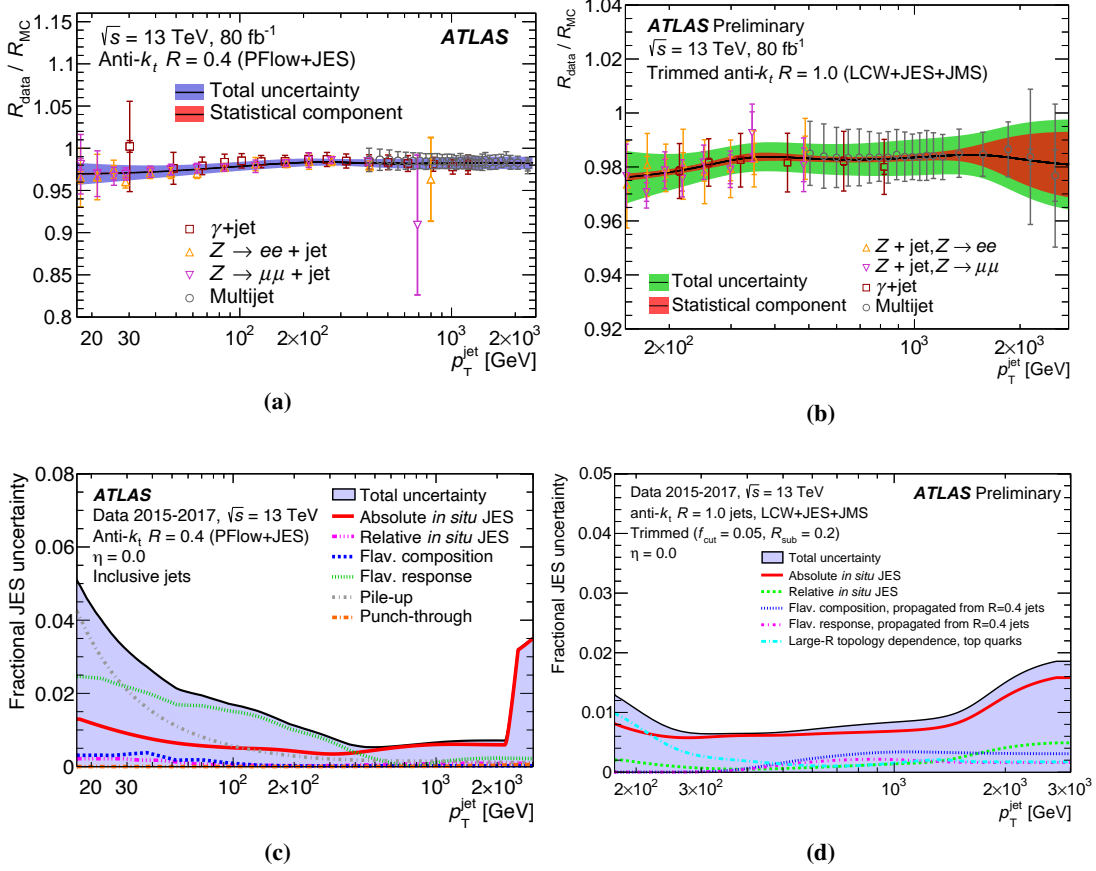 1.15
1.1
1.05
1
0.95
0.9
0.85
0.8
R_data / R_MC
√s = 13 TeV, 80 fb⁻¹
ATLAS
Anti-k_t R = 0.4 (PFlow+JES)
Total uncertainty
Statistical component
γ+jet
Z → ee + jet
Z → μμ + jet
Multijet
20 30 10² 2×10² 10³ 2×10³
p_T^jet [GeV]
(a)
1.04
1.02
1
0.98
0.96
0.94
0.92
R_data / R_MC
ATLAS Preliminary
√s = 13 TeV, 80 fb⁻¹
Trimmed anti-k_t R = 1.0 (LCW+JES+JMS)
Total uncertainty
Statistical component
Z + jet,Z → ee
Z + jet,Z → μμ
γ+jet
Multijet
2×10² 10³ 2×10³
p_T^jet [GeV]
(b)
0.08
0.06
0.04
0.02
0
Fractional JES uncertainty
ATLAS
Data 2015-2017, √s = 13 TeV
Anti-k_t R = 0.4 (PFlow+JES)
η = 0.0
Inclusive jets
Total uncertainty
Absolute in situ JES
Relative in situ JES
Flav. composition
Flav. response
Pile-up
Punch-through
20 30 10² 2×10² 10³ 2×10³
p_T^jet [GeV]
(c)
0.05
0.04
0.03
0.02
0.01
0
Fractional JES uncertainty
Data 2015-2017, √s = 13 TeV
ATLAS Preliminary
anti-k_t R = 1.0 jets, LCW+JES+JMS
Trimmed (f_cut = 0.05, R_sub = 0.2)
η = 0.0
Total uncertainty
Absolute in situ JES
Relative in situ JES
Flav. composition, propagated from R=0.4 jets
Flav. response, propagated from R=0.4 jets
Large-R topology dependence, top quarks
2×10² 3×10² 10³ 2×10³ 3×10³
p_T^jet [GeV]
(d)